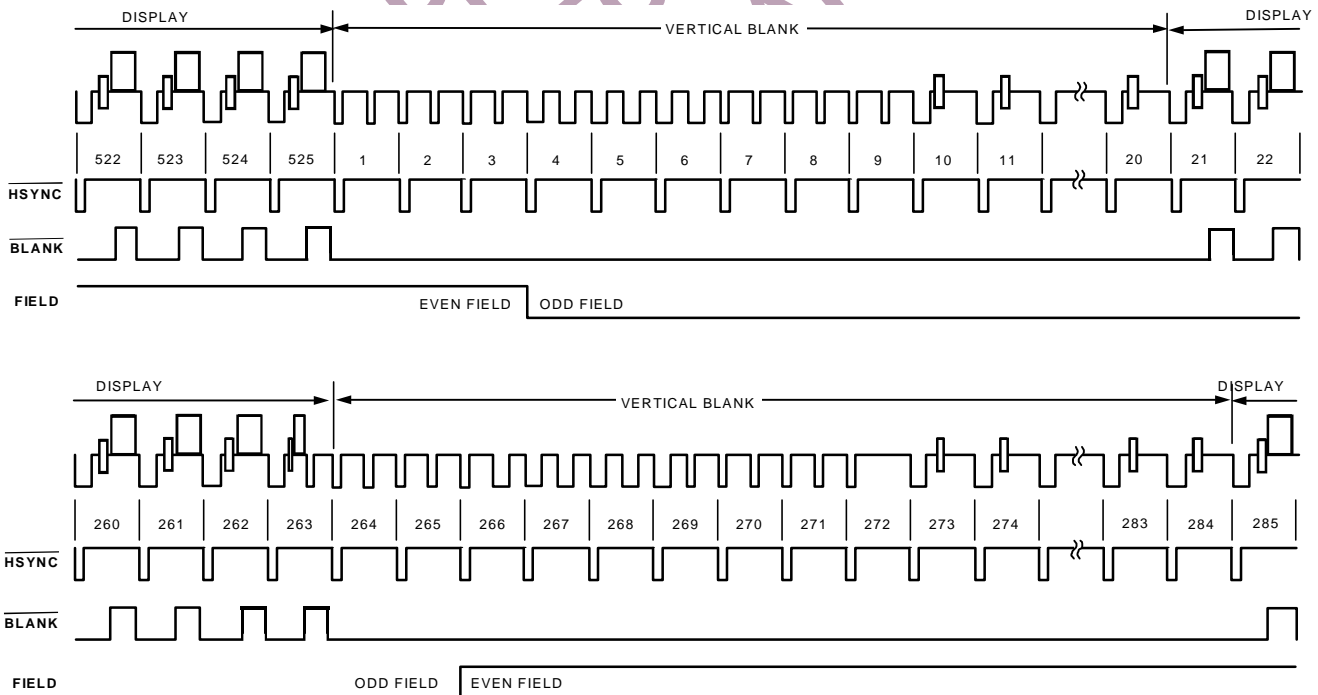 DISPLAY VERTICAL BLANK DISPLAY
522 523 524 525 1 2 3 4 5 6 7 8 9 10 11 20 21 22
HSYNC
BLANK
FIELD EVEN FIELD ODD FIELD
DISPLAY VERTICAL BLANK DISPLAY
260 261 262 263 264 265 266 267 268 269 270 271 272 273 274 283 284 285
HSYNC
BLANK
FIELD ODD FIELD EVEN FIELD